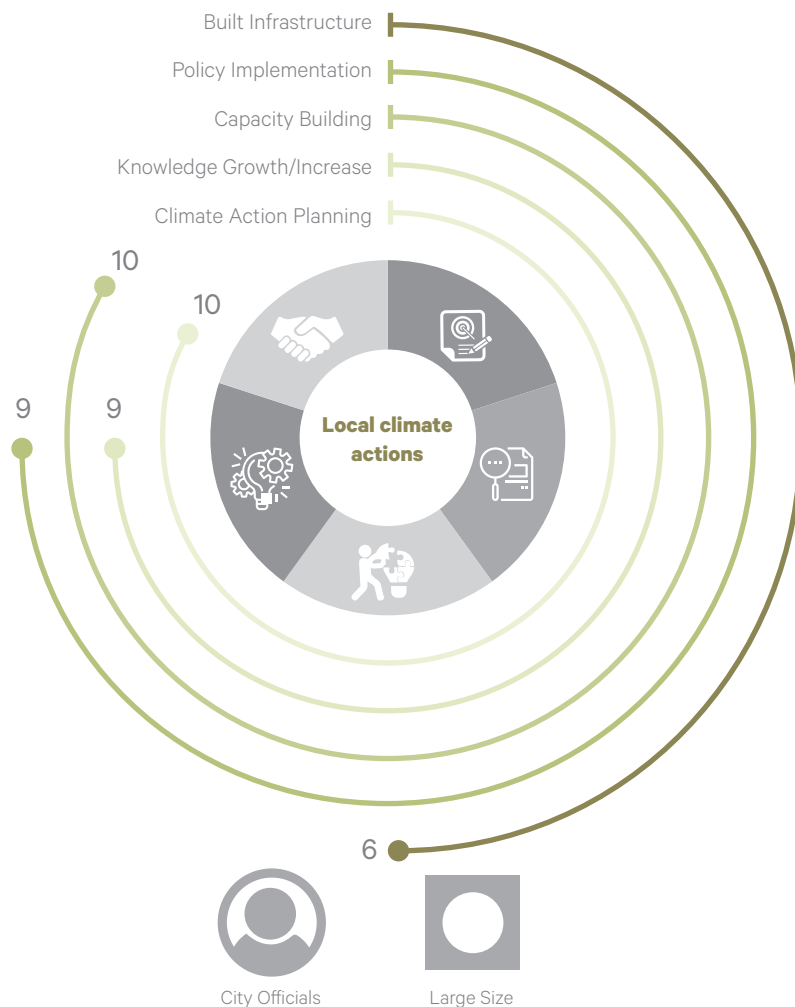 Built Infrastructure
Policy Implementation
Capacity Building
Knowledge Growth/Increase
Climate Action Planning
10
10
9
9
Local climate
actions
6
City Officials
Large Size